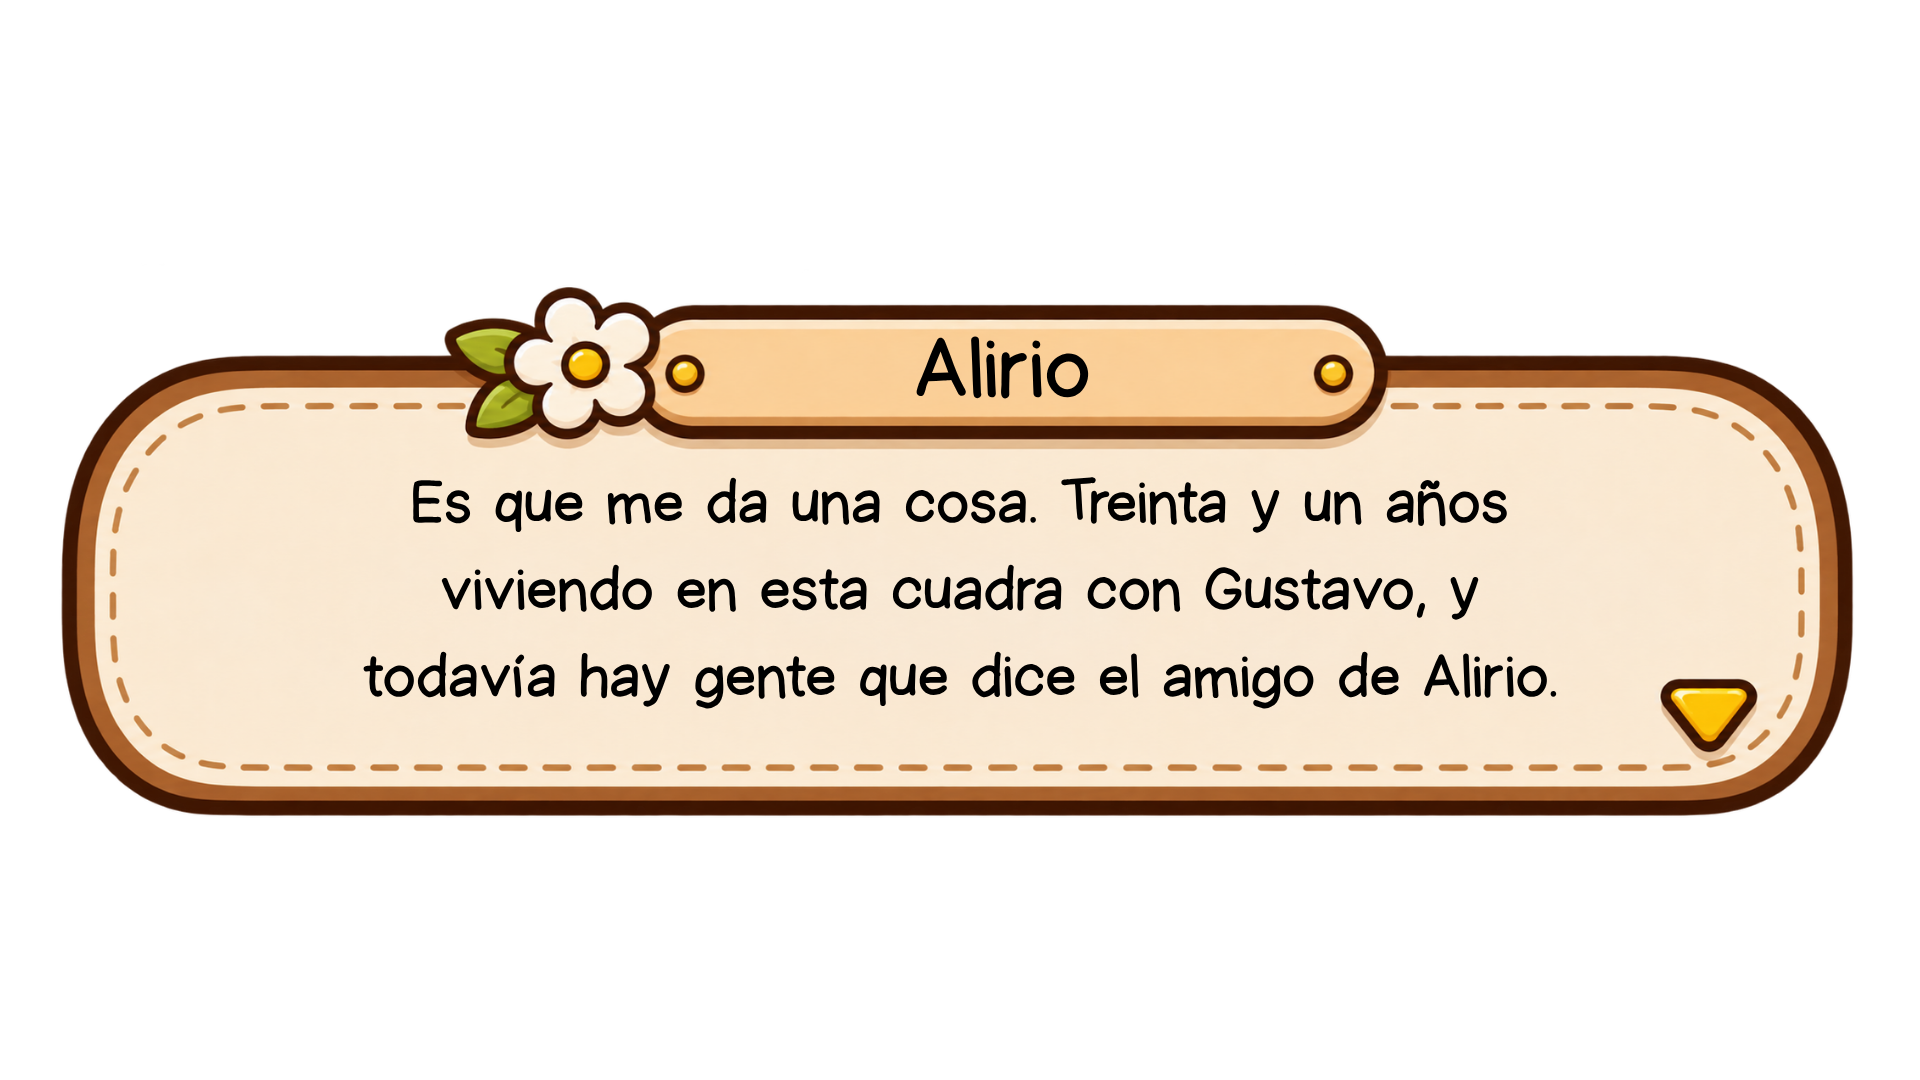 Alirio
Es que me da una cosa. Treinta y un años
viviendo en esta cuadra con Gustavo, y
todavía hay gente que dice el amigo de Alirio.